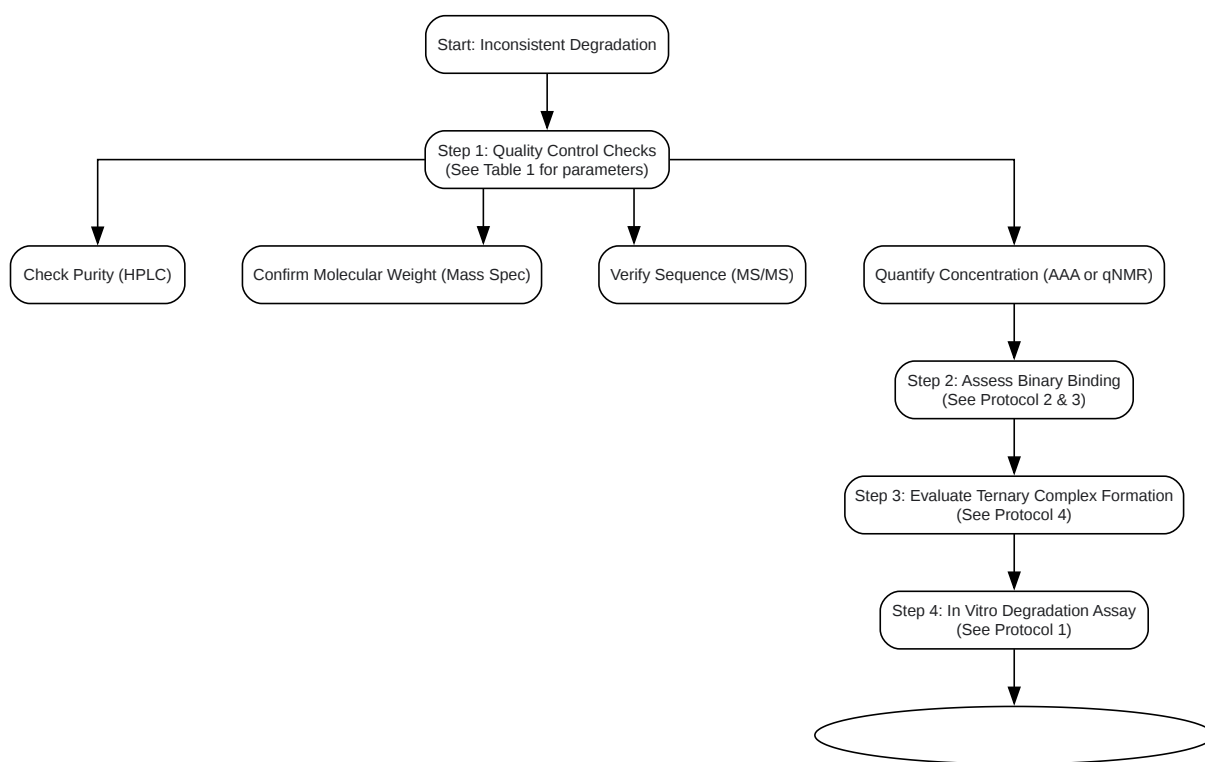 Start: Inconsistent Degradation
Step 1: Quality Control Checks
(See Table 1 for parameters)
Check Purity (HPLC)
Confirm Molecular Weight (Mass Spec)
Verify Sequence (MS/MS)
Quantify Concentration (AAA or qNMR)
Step 2: Assess Binary Binding
(See Protocol 2 & 3)
Step 3: Evaluate Ternary Complex Formation
(See Protocol 4)
Step 4: In Vitro Degradation Assay
(See Protocol 1)